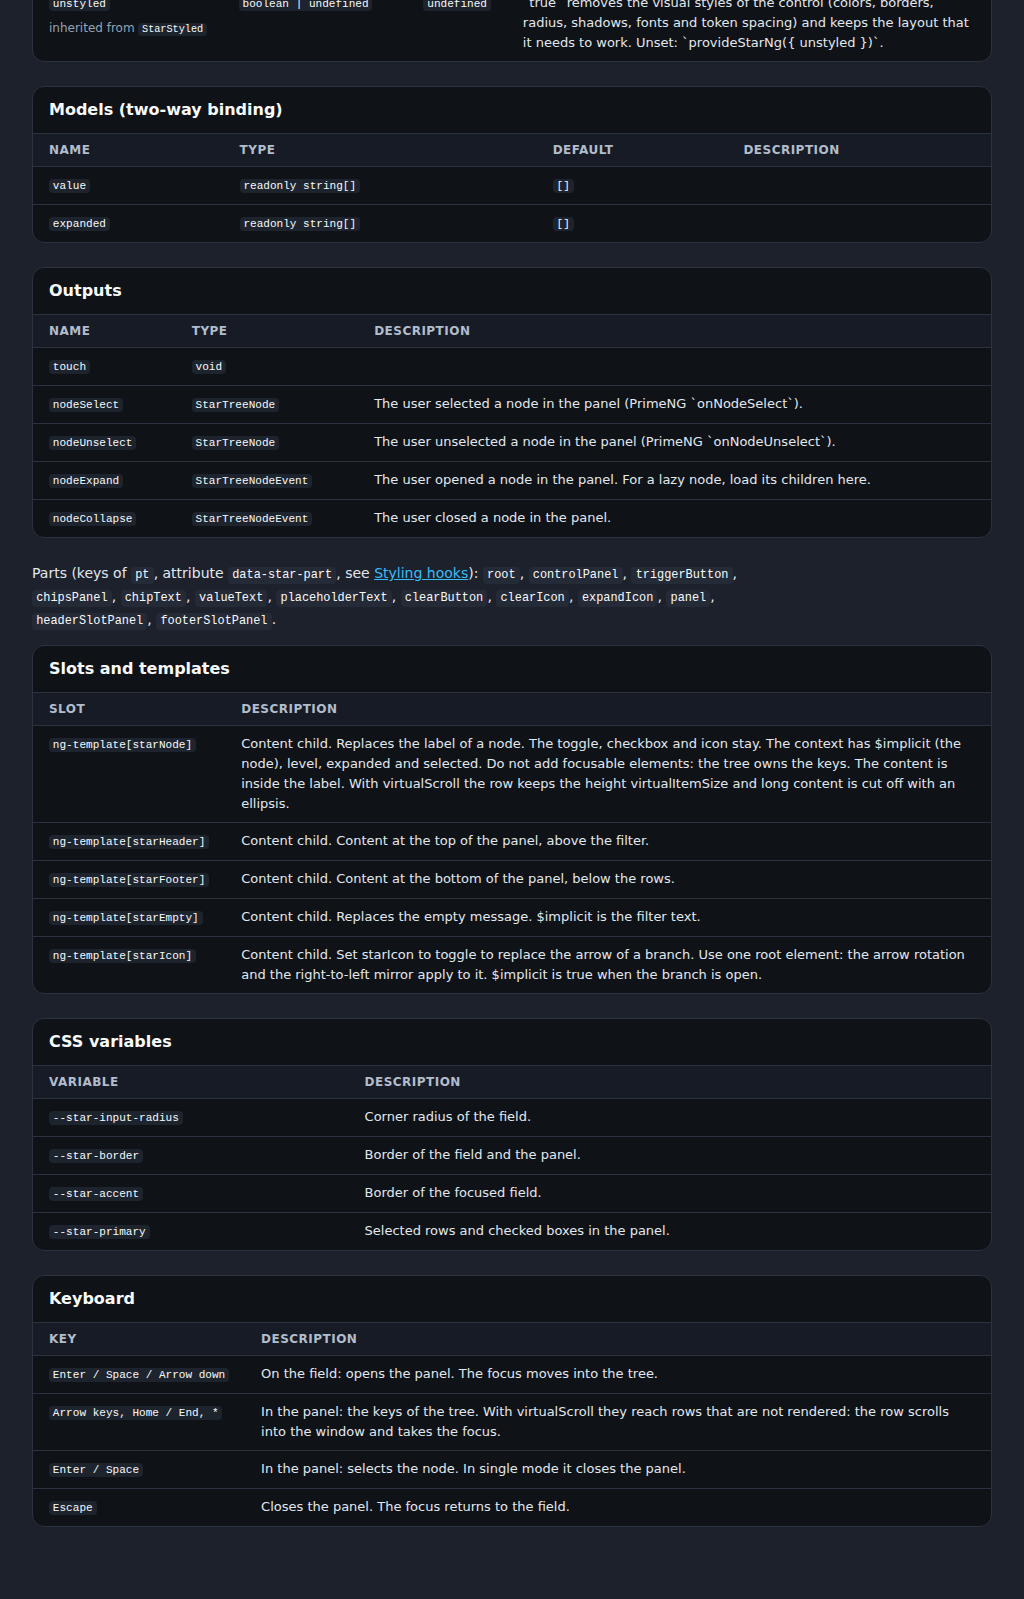 unstyled boolean | undefined undefined `true` removes the visual styles of the control (colors, borders,
inherited from StarStyled radius, shadows, fonts and token spacing) and keeps the layout that
it needs to work. Unset: `provideStarNg({ unstyled })`.
Models (two-way binding)
NAME TYPE DEFAULT DESCRIPTION
value readonly string[] []
expanded readonly string[] []
Outputs
NAME TYPE DESCRIPTION
touch void
nodeSelect StarTreeNode The user selected a node in the panel (PrimeNG `onNodeSelect`).
nodeUnselect StarTreeNode The user unselected a node in the panel (PrimeNG `onNodeUnselect`).
nodeExpand StarTreeNodeEvent The user opened a node in the panel. For a lazy node, load its children here.
nodeCollapse StarTreeNodeEvent The user closed a node in the panel.
Parts (keys of pt, attribute data-star-part, see Styling hooks): root, controlPanel, triggerButton,
chipsPanel, chipText, valueText, placeholderText, clearButton, clearIcon, expandIcon, panel,
headerSlotPanel, footerSlotPanel.
Slots and templates
SLOT DESCRIPTION
ng-template[starNode] Content child. Replaces the label of a node. The toggle, checkbox and icon stay. The context has $implicit (the
node), level, expanded and selected. Do not add focusable elements: the tree owns the keys. The content is
inside the label. With virtualScroll the row keeps the height virtualItemSize and long content is cut off with an
ellipsis.
ng-template[starHeader] Content child. Content at the top of the panel, above the filter.
ng-template[starFooter] Content child. Content at the bottom of the panel, below the rows.
ng-template[starEmpty] Content child. Replaces the empty message. $implicit is the filter text.
ng-template[starIcon] Content child. Set starIcon to toggle to replace the arrow of a branch. Use one root element: the arrow rotation
and the right-to-left mirror apply to it. $implicit is true when the branch is open.
CSS variables
VARIABLE DESCRIPTION
--star-input-radius Corner radius of the field.
--star-border Border of the field and the panel.
--star-accent Border of the focused field.
--star-primary Selected rows and checked boxes in the panel.
Keyboard
KEY DESCRIPTION
Enter / Space / Arrow down On the field: opens the panel. The focus moves into the tree.
Arrow keys, Home / End, * In the panel: the keys of the tree. With virtualScroll they reach rows that are not rendered: the row scrolls
into the window and takes the focus.
Enter / Space In the panel: selects the node. In single mode it closes the panel.
Escape Closes the panel. The focus returns to the field.